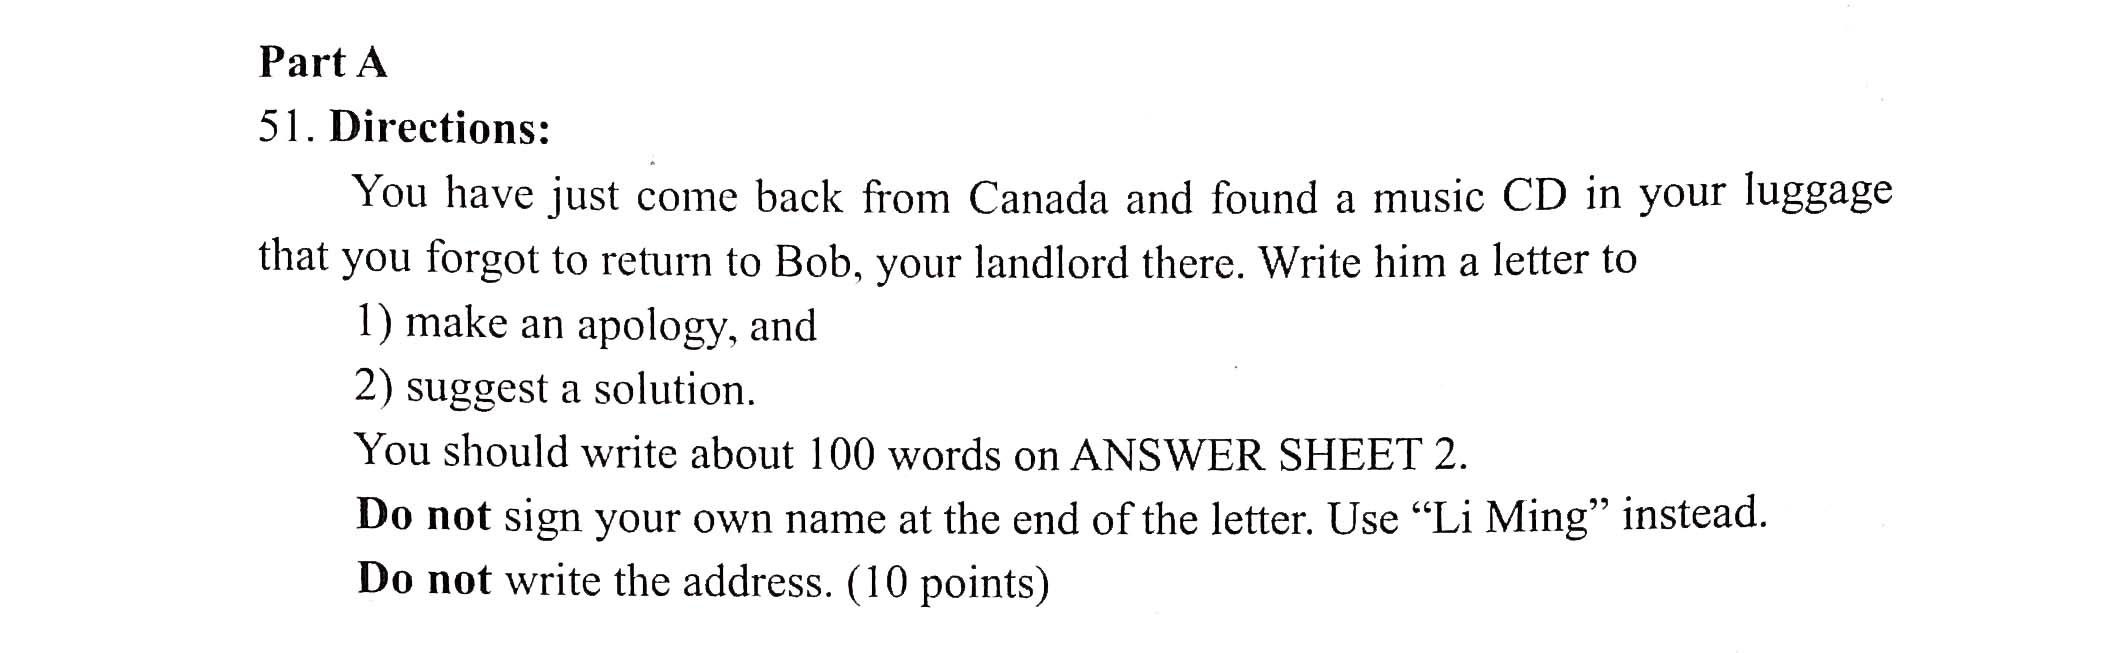 Part A
51. Directions:
You have just come back from Canada and found a music CD in your luggage
that you forgot to return to Bob, your landlord there. Write him a letter to
1) make an apology, and
2) suggest a solution.
You should write about 100 words on ANSWER SHEET 2.
Do not sign your own name at the end of the letter. Use “Li Ming” instead.
Do not write the address. (10 points)